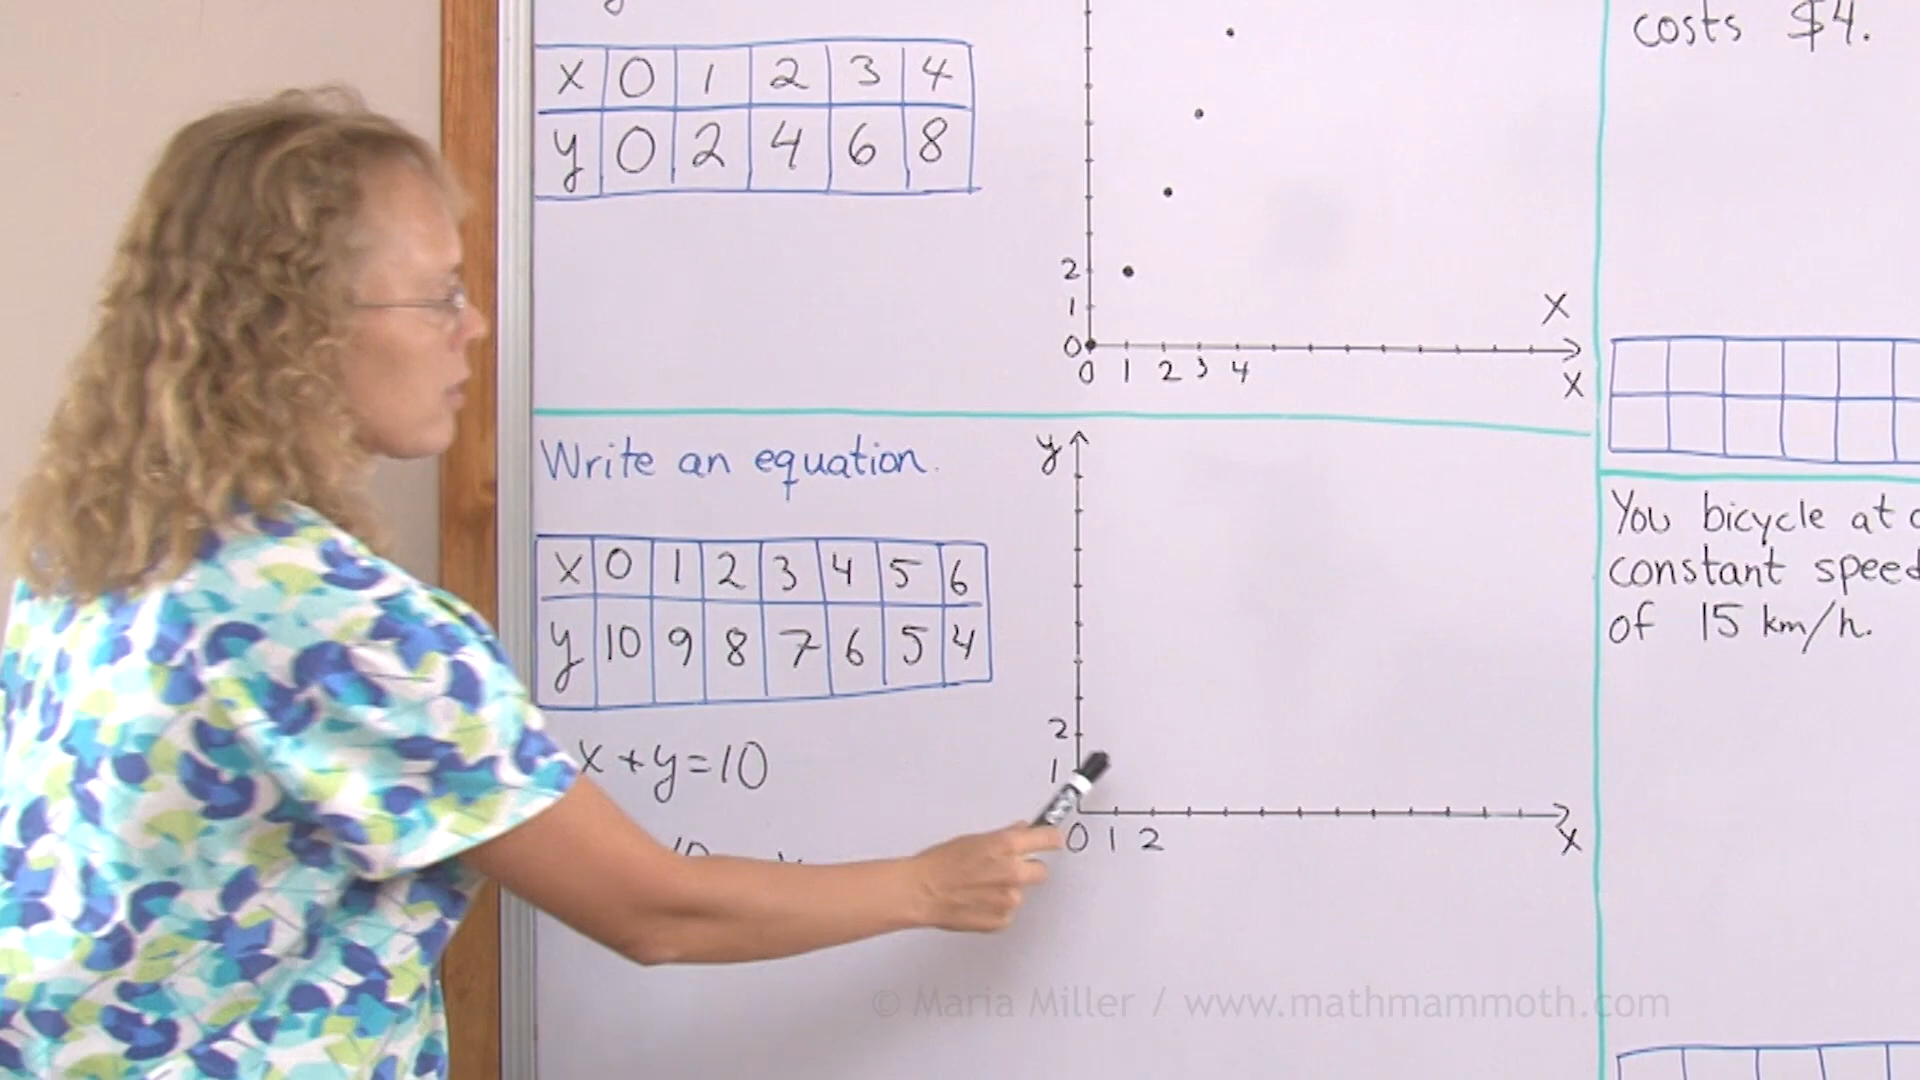 costs $4.
x 0 1 2 3 4
y 0 2 4 6 8
2
1
0
0 1 2 3 4
x
x
Write an equation.
x 0 1 2 3 4 5 6
y 10 9 8 7 6 5 4
x + y = 10
y
2
1
0 1 2
x
You bicycle at
constant speed
of 15 km/h.
© Maria Miller / www.mathmammoth.com